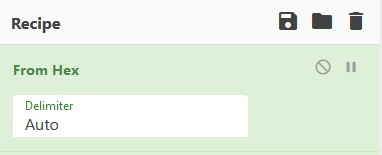 Recipe
From Hex
Delimiter
Auto